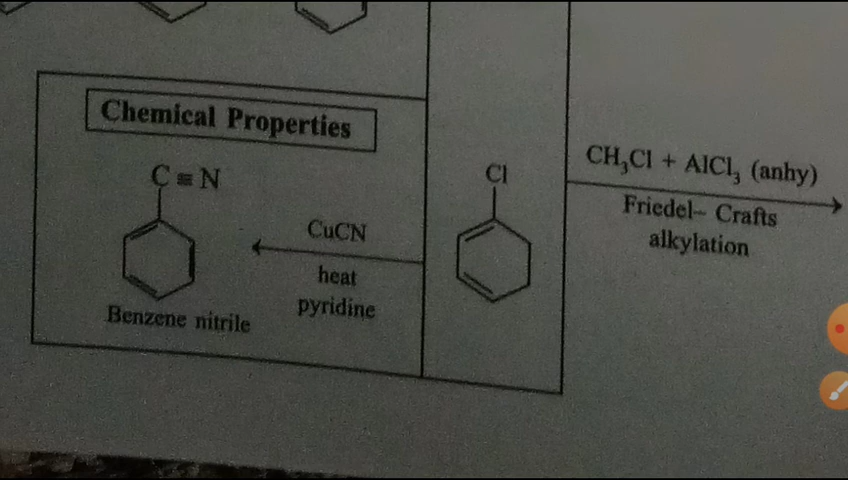 Chemical Properties
C≡N
CuCN
heat
pyridine
Benzene nitrile
Cl
CH₃Cl + AlCl₃ (anhy)
Friedel– Crafts
alkylation